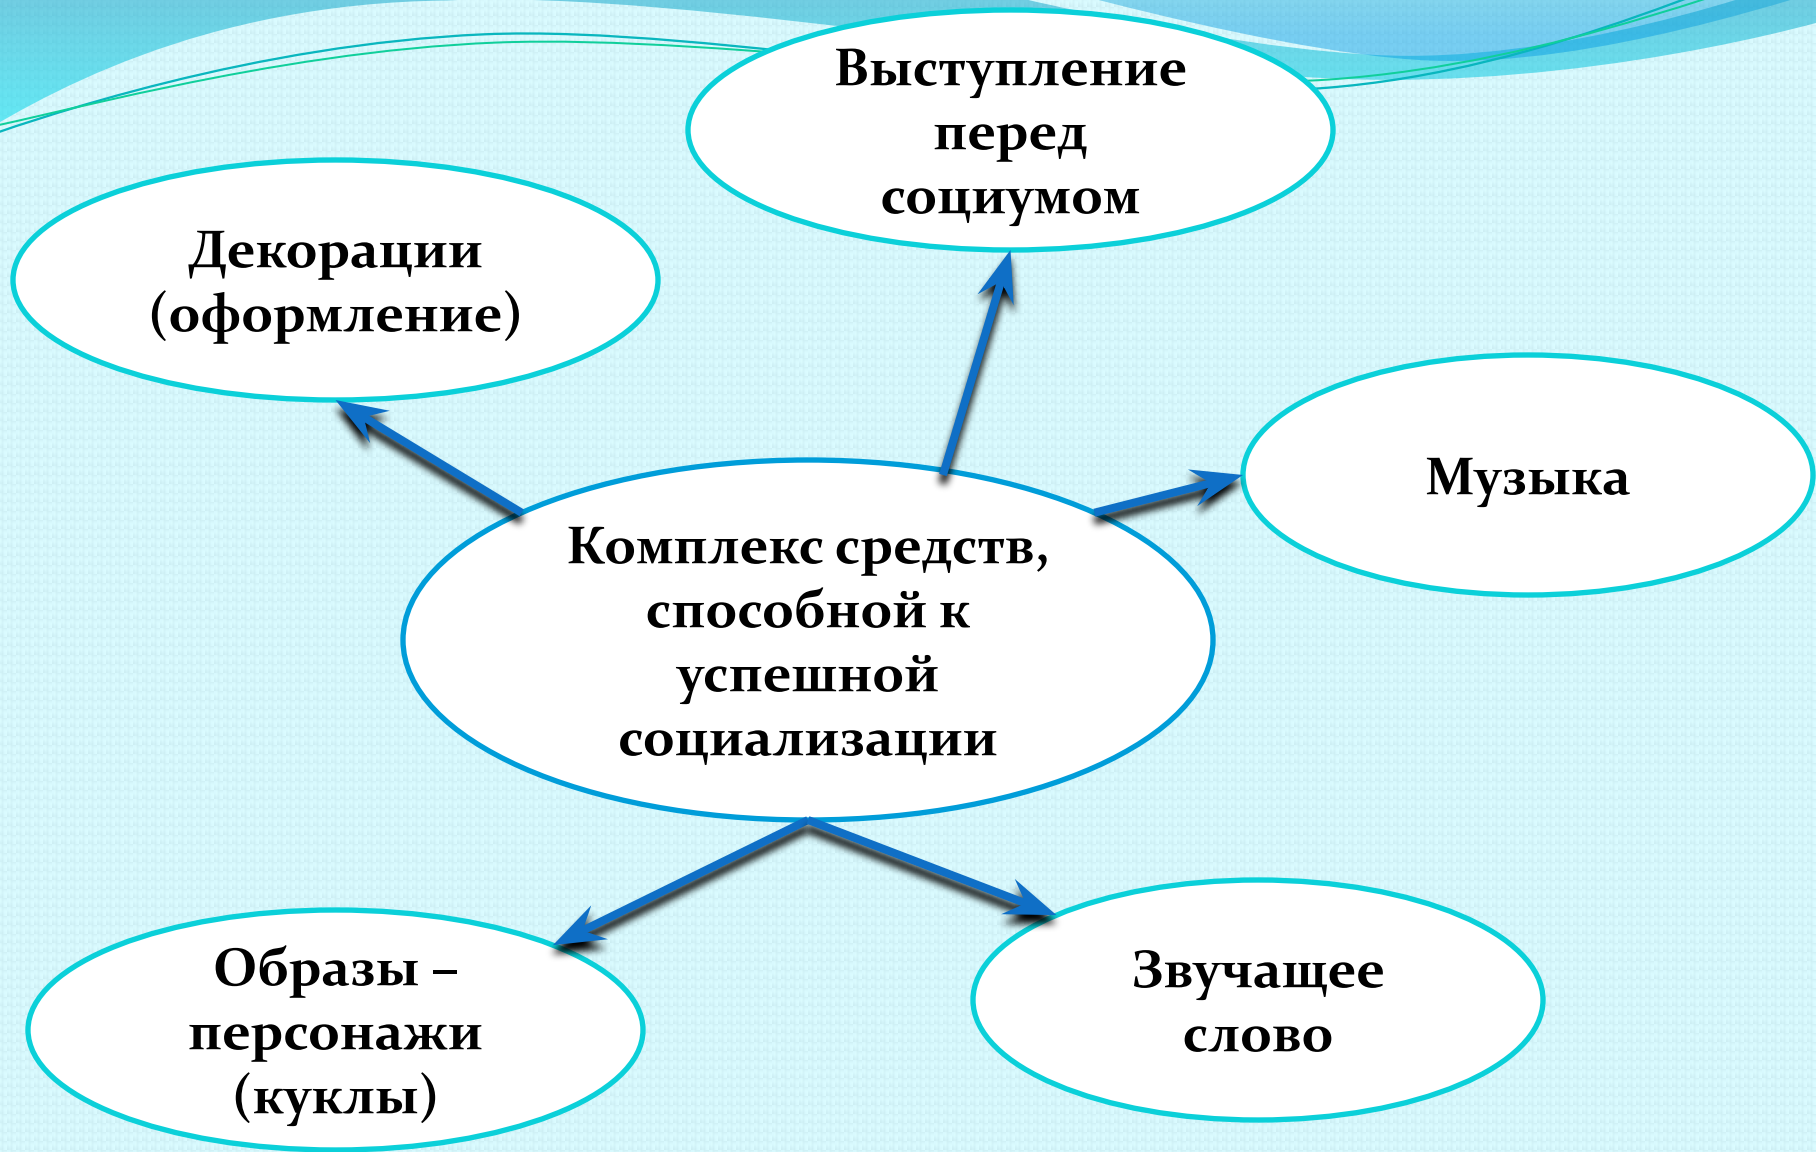 Выступление
перед
социумом
Декорации
(оформление)
Музыка
Комплекс средств,
способной к
успешной
социализации
Образы –
персонажи
(куклы)
Звучащее
слово